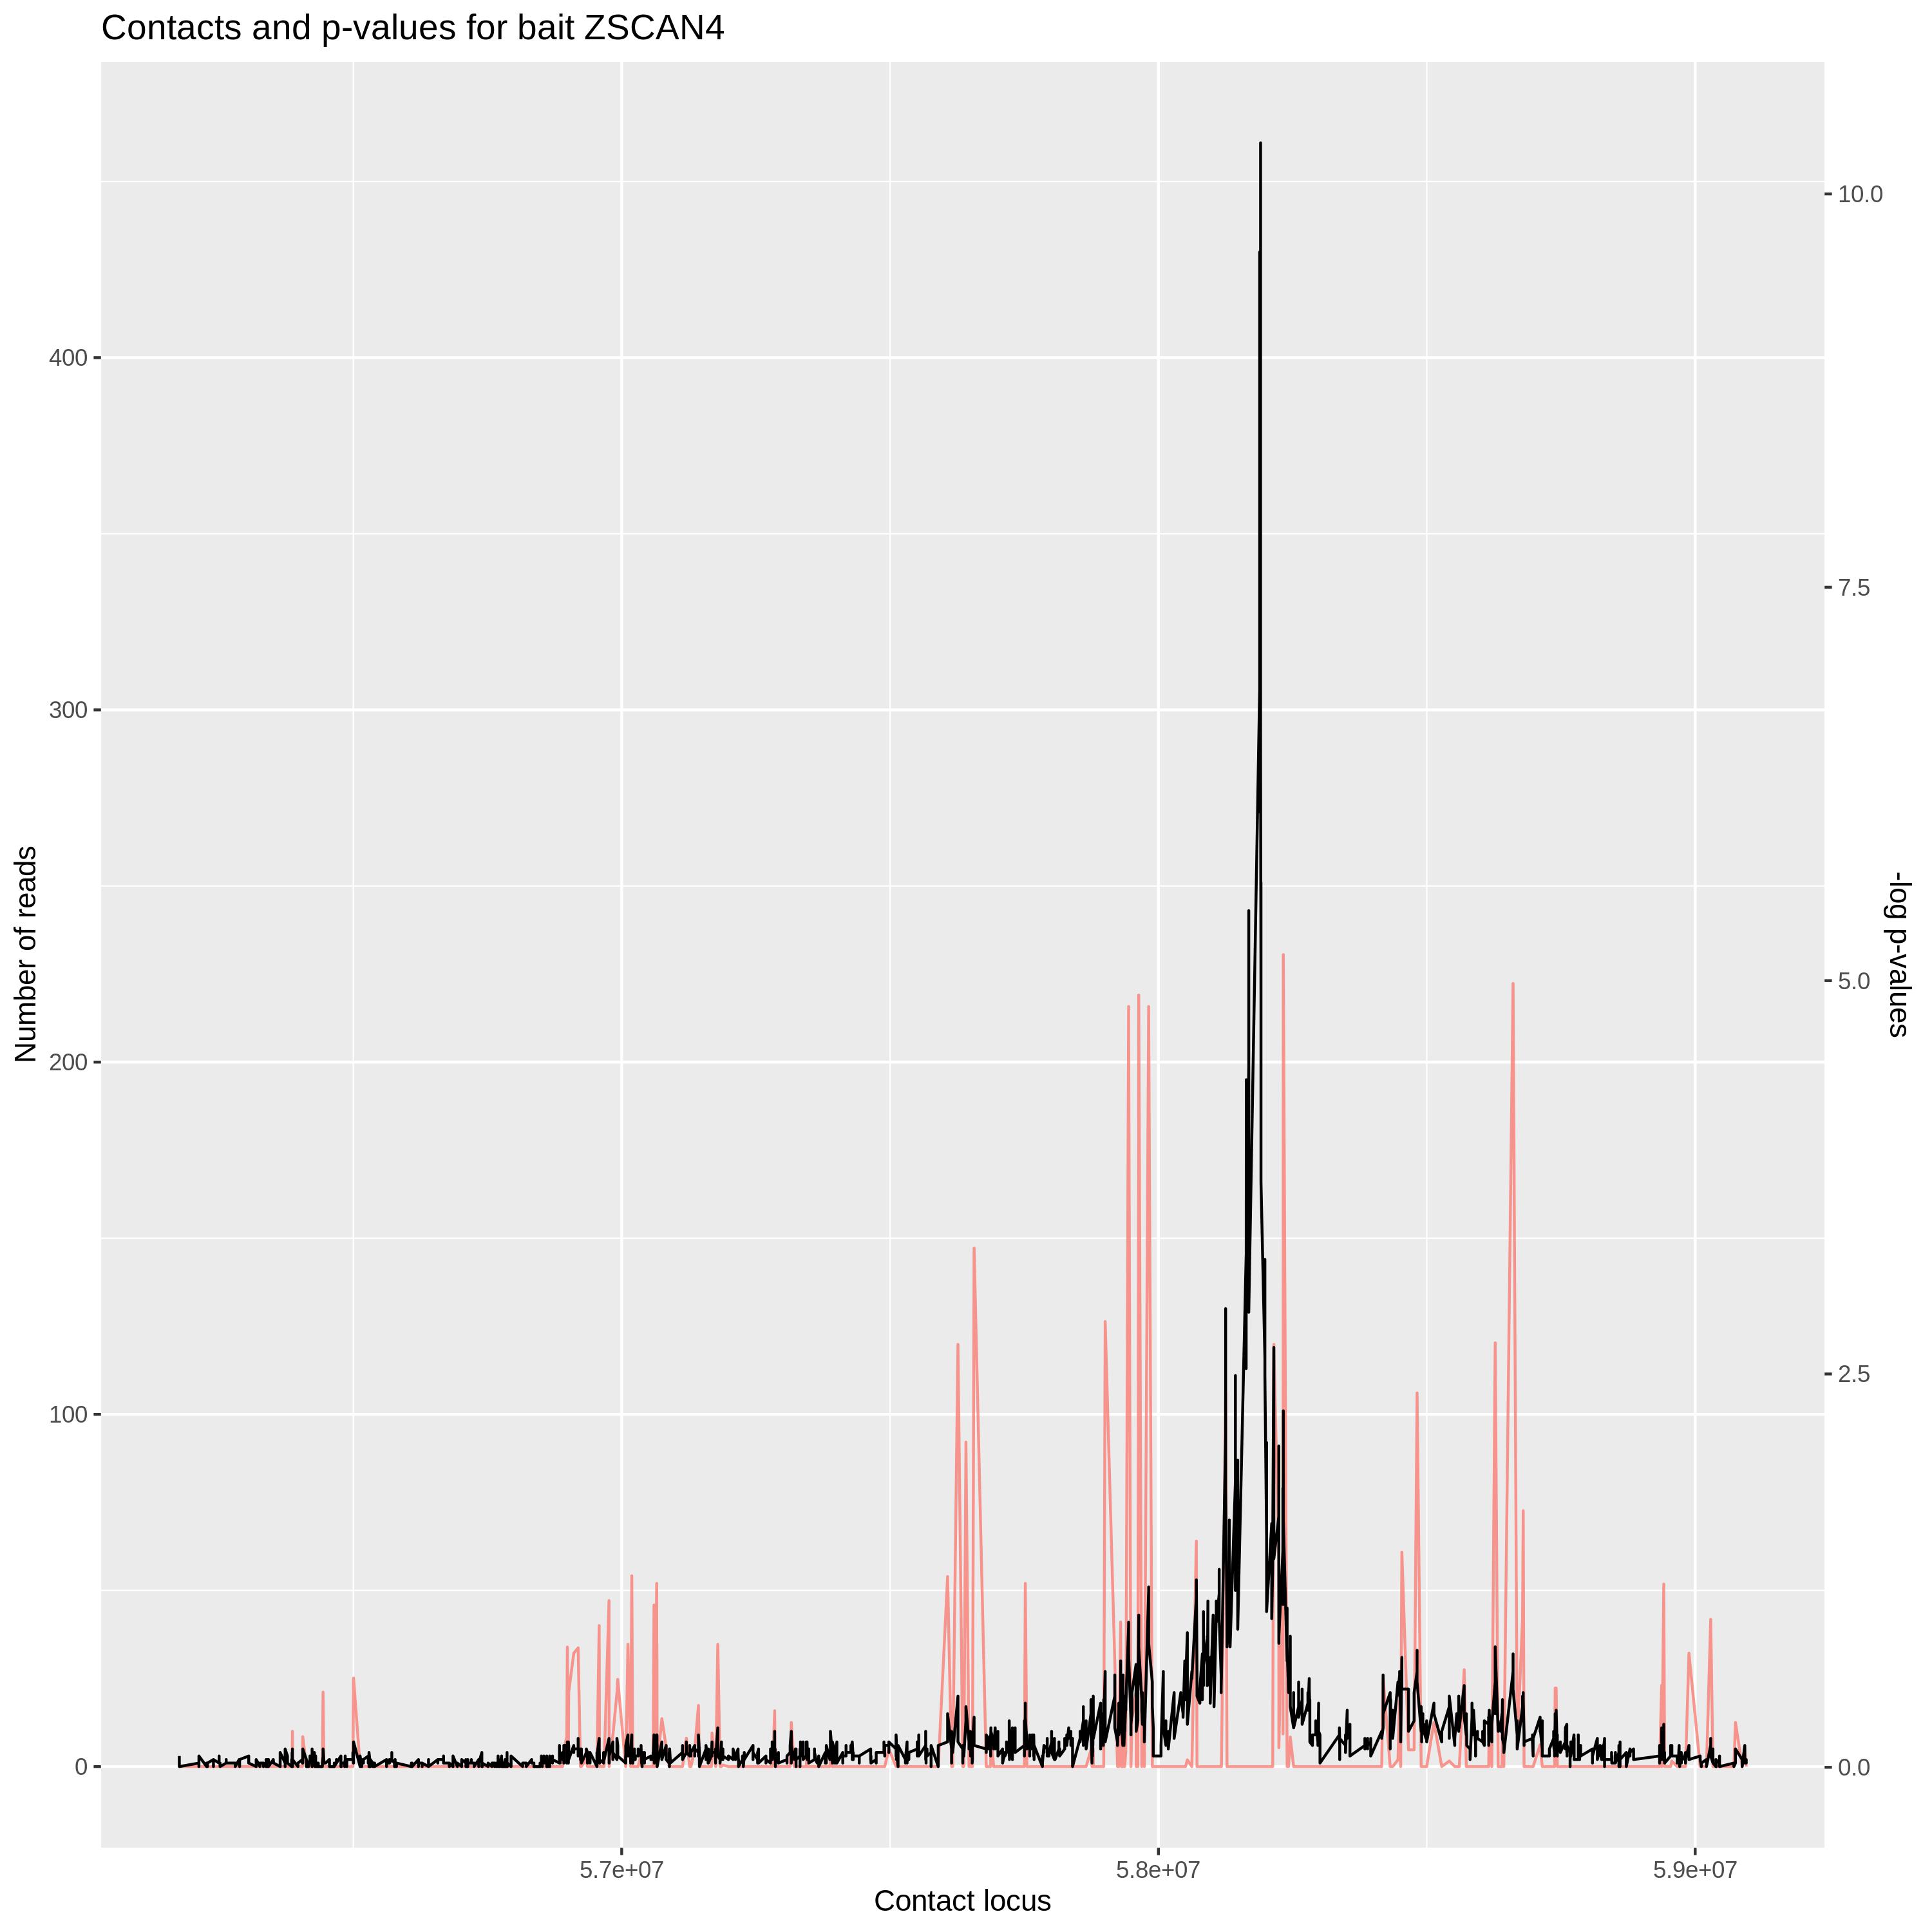 Contacts and p-values for bait ZSCAN4
Number of reads
400
300
200
100
0
10.0
7.5
5.0
2.5
0.0
-log p-values
5.7e+07
5.8e+07
5.9e+07
Contact locus